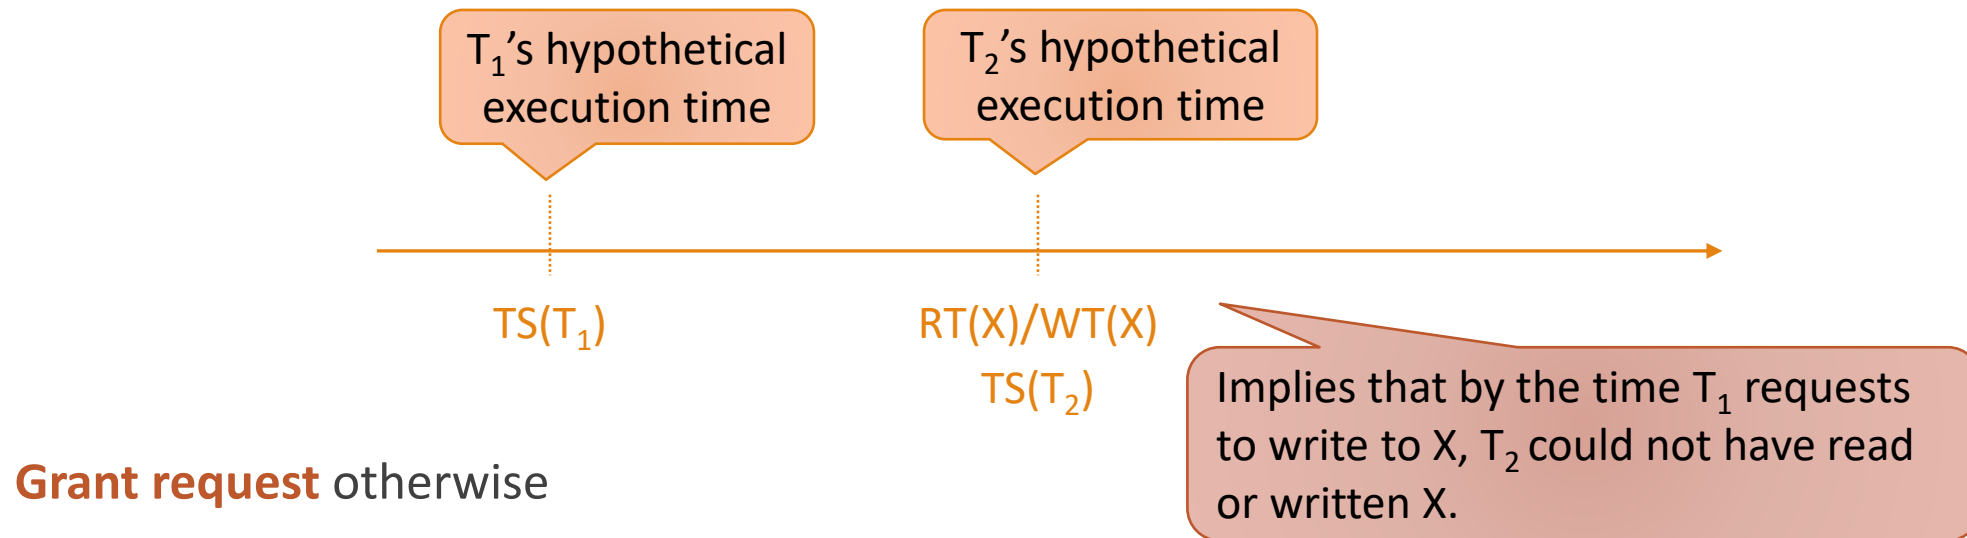 T₁’s hypothetical
execution time
T₂’s hypothetical
execution time
TS(T₁)
RT(X)/WT(X)
TS(T₂)
Implies that by the time T₁ requests
to write to X, T₂ could not have read
or written X.
Grant request otherwise